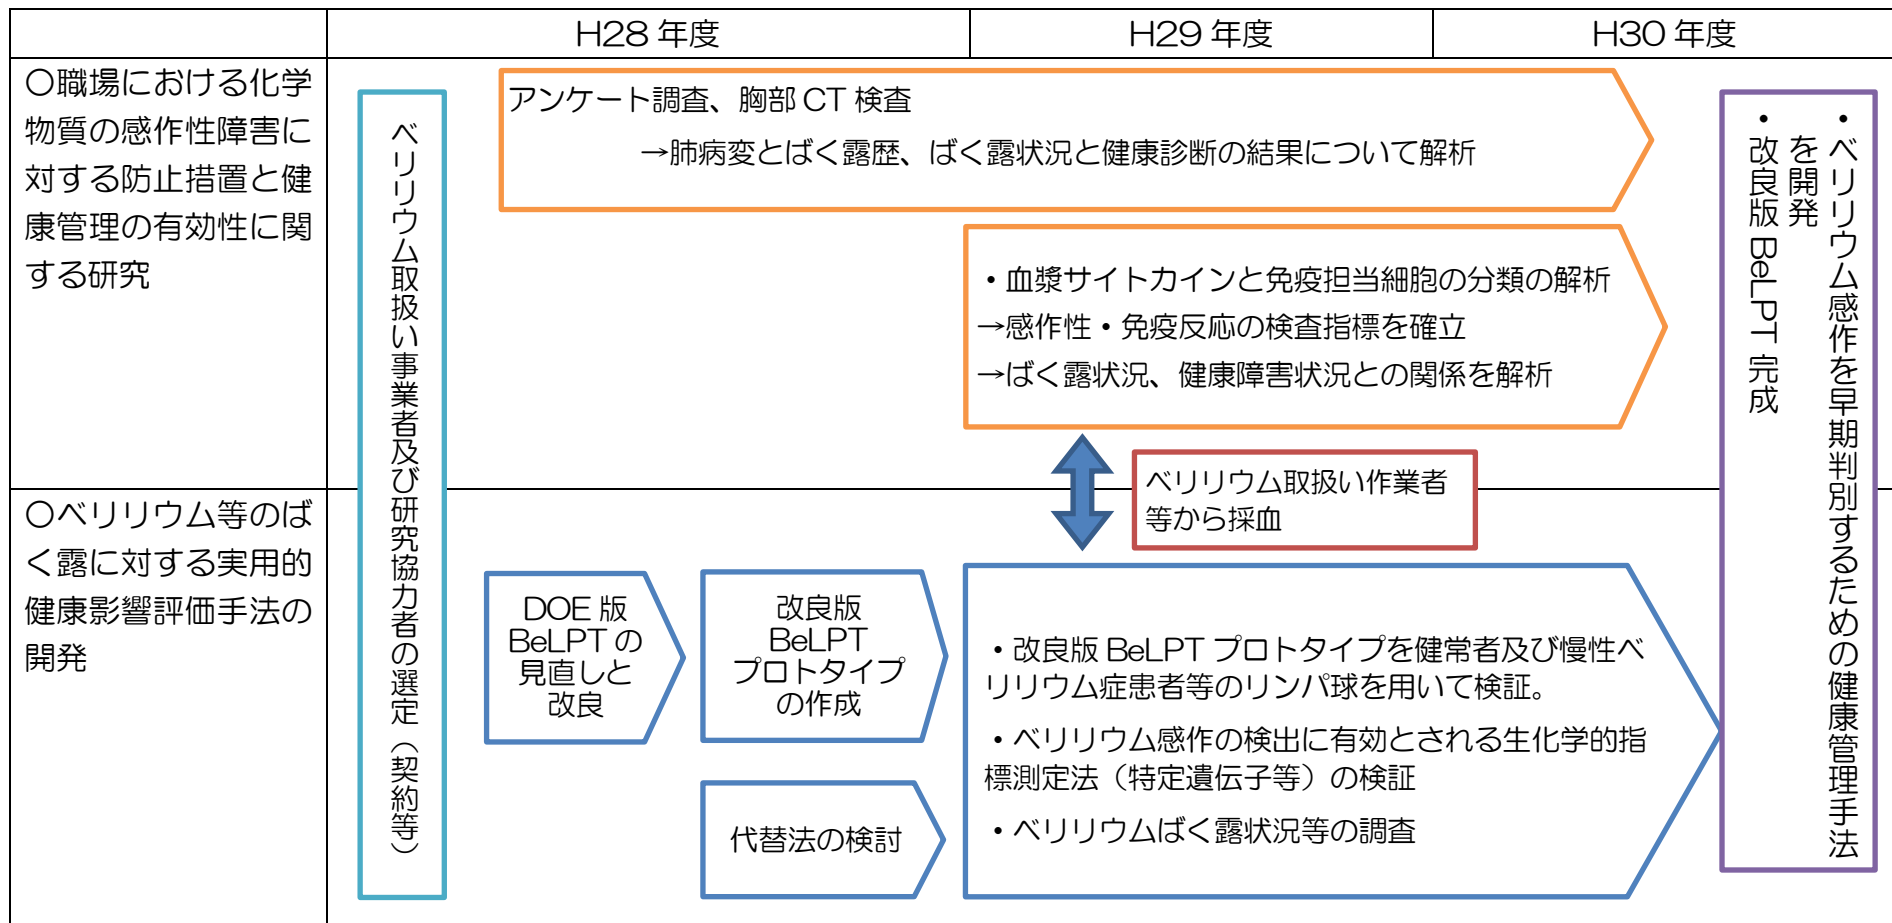 H28 年度
H29 年度
H30 年度
〇職場における化学
物質の感作性障害に
対する防止措置と健
康管理の有効性に関
する研究
ベリリウム取扱い事業者及び研究協力者の選定（契約等）
アンケート調査、胸部 CT 検査
→肺病変とばく露歴、ばく露状況と健康診断の結果について解析
・血漿サイトカインと免疫担当細胞の分類の解析
→感作性・免疫反応の検査指標を確立
→ばく露状況、健康障害状況との関係を解析
ベリリウム取扱い作業者
等から採血
〇ベリリウム等のば
く露に対する実用的
健康影響評価手法の
開発
DOE 版
BeLPT の
見直しと
改良
改良版
BeLPT
プロトタイプ
の作成
代替法の検討
・改良版 BeLPT プロトタイプを健常者及び慢性ベ
リリウム症患者等のリンパ球を用いて検証。
・ベリリウム感作の検出に有効とされる生化学的指
標測定法（特定遺伝子等）の検証
・ベリリウムばく露状況等の調査
・ベリリウム感作を早期判別するための健康管理手法
を開発
・改良版 BeLPT 完成